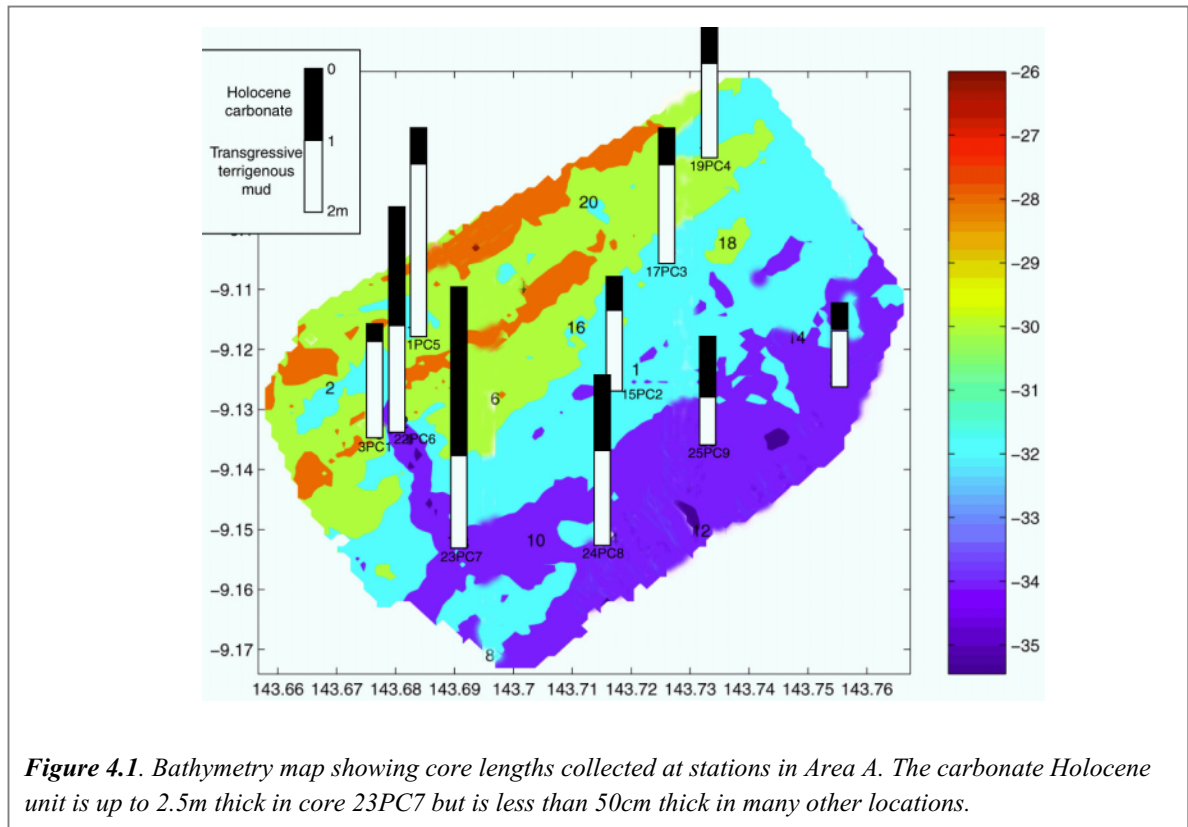 0
Holocene
carbonate
1
Transgressive
terrigenous
mud
2m
19PC4
20
18
17PC3
1PC5
16
14
2
1
15PC2
6
3PC1
22PC6
25PC9
23PC7
10
24PC8
12
8
-9.11
-9.12
-9.13
-9.14
-9.15
-9.16
-9.17
143.66 143.67 143.68 143.69 143.7 143.71 143.72 143.73 143.74 143.75 143.76
-26
-27
-28
-29
-30
-31
-32
-33
-34
-35
Figure 4.1. Bathymetry map showing core lengths collected at stations in Area A. The carbonate Holocene
unit is up to 2.5m thick in core 23PC7 but is less than 50cm thick in many other locations.